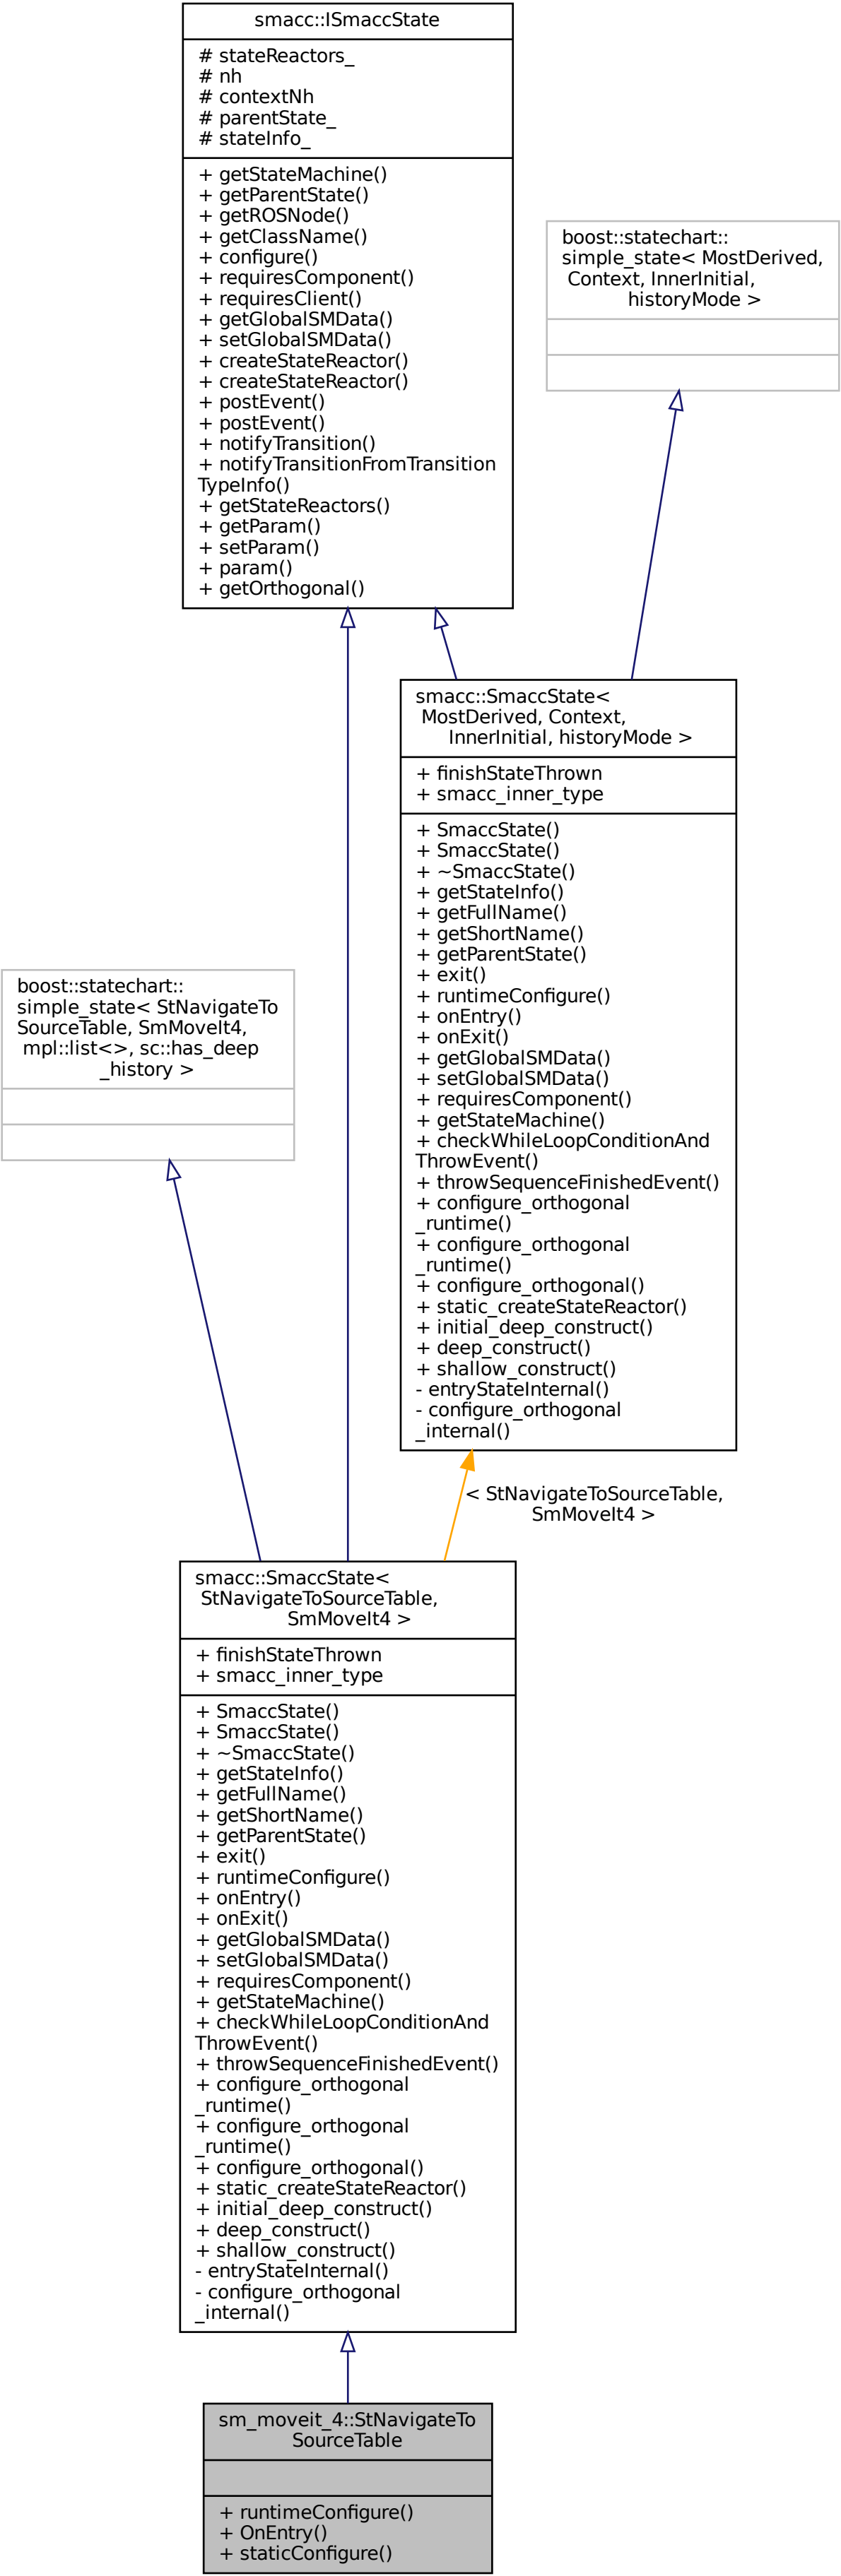 smacc::ISmaccState
# stateReactors_
# nh
# contextNh
# parentState_
# stateInfo_
+ getStateMachine()
+ getParentState()
+ getROSNode()
+ getClassName()
+ configure()
+ requiresComponent()
+ requiresClient()
+ getGlobalSMData()
+ setGlobalSMData()
+ createStateReactor()
+ createStateReactor()
+ postEvent()
+ postEvent()
+ notifyTransition()
+ notifyTransitionFromTransition
TypeInfo()
+ getStateReactors()
+ getParam()
+ setParam()
+ param()
+ getOrthogonal()
boost::statechart::
simple_state< MostDerived,
Context, InnerInitial,
historyMode >
smacc::SmaccState<
MostDerived, Context,
InnerInitial, historyMode >
+ finishStateThrown
+ smacc_inner_type
+ SmaccState()
+ SmaccState()
+ ~SmaccState()
+ getStateInfo()
+ getFullName()
+ getShortName()
+ getParentState()
+ exit()
+ runtimeConfigure()
+ onEntry()
+ onExit()
+ getGlobalSMData()
+ setGlobalSMData()
+ requiresComponent()
+ getStateMachine()
+ checkWhileLoopConditionAnd
ThrowEvent()
+ throwSequenceFinishedEvent()
+ configure_orthogonal
_runtime()
+ configure_orthogonal
_runtime()
+ configure_orthogonal()
+ static_createStateReactor()
+ initial_deep_construct()
+ deep_construct()
+ shallow_construct()
- entryStateInternal()
- configure_orthogonal
_internal()
boost::statechart::
simple_state< StNavigateTo
SourceTable, SmMoveIt4,
mpl::list<>, sc::has_deep
_history >
< StNavigateToSourceTable,
SmMoveIt4 >
smacc::SmaccState<
StNavigateToSourceTable,
SmMoveIt4 >
+ finishStateThrown
+ smacc_inner_type
+ SmaccState()
+ SmaccState()
+ ~SmaccState()
+ getStateInfo()
+ getFullName()
+ getShortName()
+ getParentState()
+ exit()
+ runtimeConfigure()
+ onEntry()
+ onExit()
+ getGlobalSMData()
+ setGlobalSMData()
+ requiresComponent()
+ getStateMachine()
+ checkWhileLoopConditionAnd
ThrowEvent()
+ throwSequenceFinishedEvent()
+ configure_orthogonal
_runtime()
+ configure_orthogonal
_runtime()
+ configure_orthogonal()
+ static_createStateReactor()
+ initial_deep_construct()
+ deep_construct()
+ shallow_construct()
- entryStateInternal()
- configure_orthogonal
_internal()
sm_moveit_4::StNavigateTo
SourceTable
+ runtimeConfigure()
+ OnEntry()
+ staticConfigure()